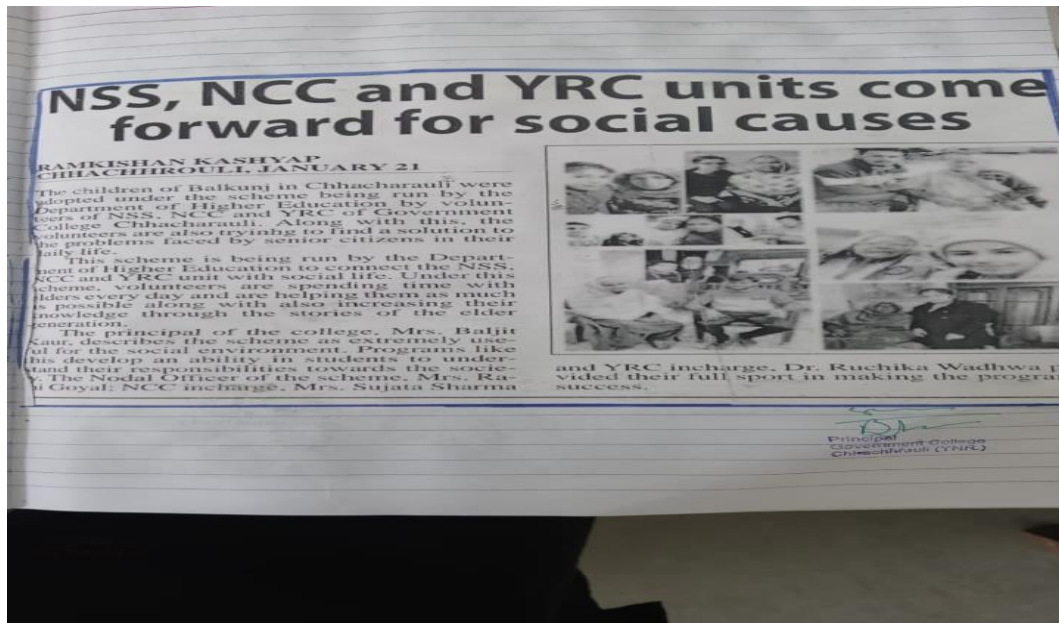 NSS, NCC and YRC units come
forward for social causes
RAMKISHAN KASHYAP
CHHACHHROULI, JANUARY 21
The children of Balkunj in Chhacharauli were
adopted under the scheme being run by the
Department of Higher Education by volun-
teers of NSS, NCC and YRC of Government
College Chhacharauli. Along with this, the
volunteers are also tryinhg to find a solution to
the problems faced by senior citizens in their
daily life.
This scheme is being run by the Depart-
ment of Higher Education to connect the NSS,
NCC and YRC unit with social life. Under this
scheme, volunteers are spending time with
elders every day and are helping them as much
as possible along with also increasing their
knowledge through the stories of the elder
generation.
The principal of the college, Mrs. Baljit
Kaur, describes the scheme as extremely use-
ful for the social environment. Programs like
this develop an ability in students to under-
stand their responsibilities towards the socie-
y. The Nodal Officer of the scheme, Mrs. Ra-
Goyal; NCC incharge, Mrs. Sujata Sharma
and YRC incharge, Dr. Ruchika Wadhwa p
vided their full sport in making the progra
success.
Principal
Government College
Chhachhrauli (YNR.)